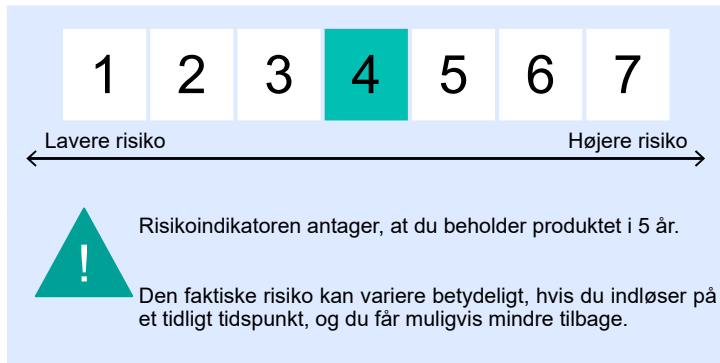 1 2 3 4 5 6 7
Lavere risiko Højere risiko
!
Risikoindikatoren antager, at du beholder produktet i 5 år.
Den faktiske risiko kan variere betydeligt, hvis du indløser på
et tidligt tidspunkt, og du får muligvis mindre tilbage.